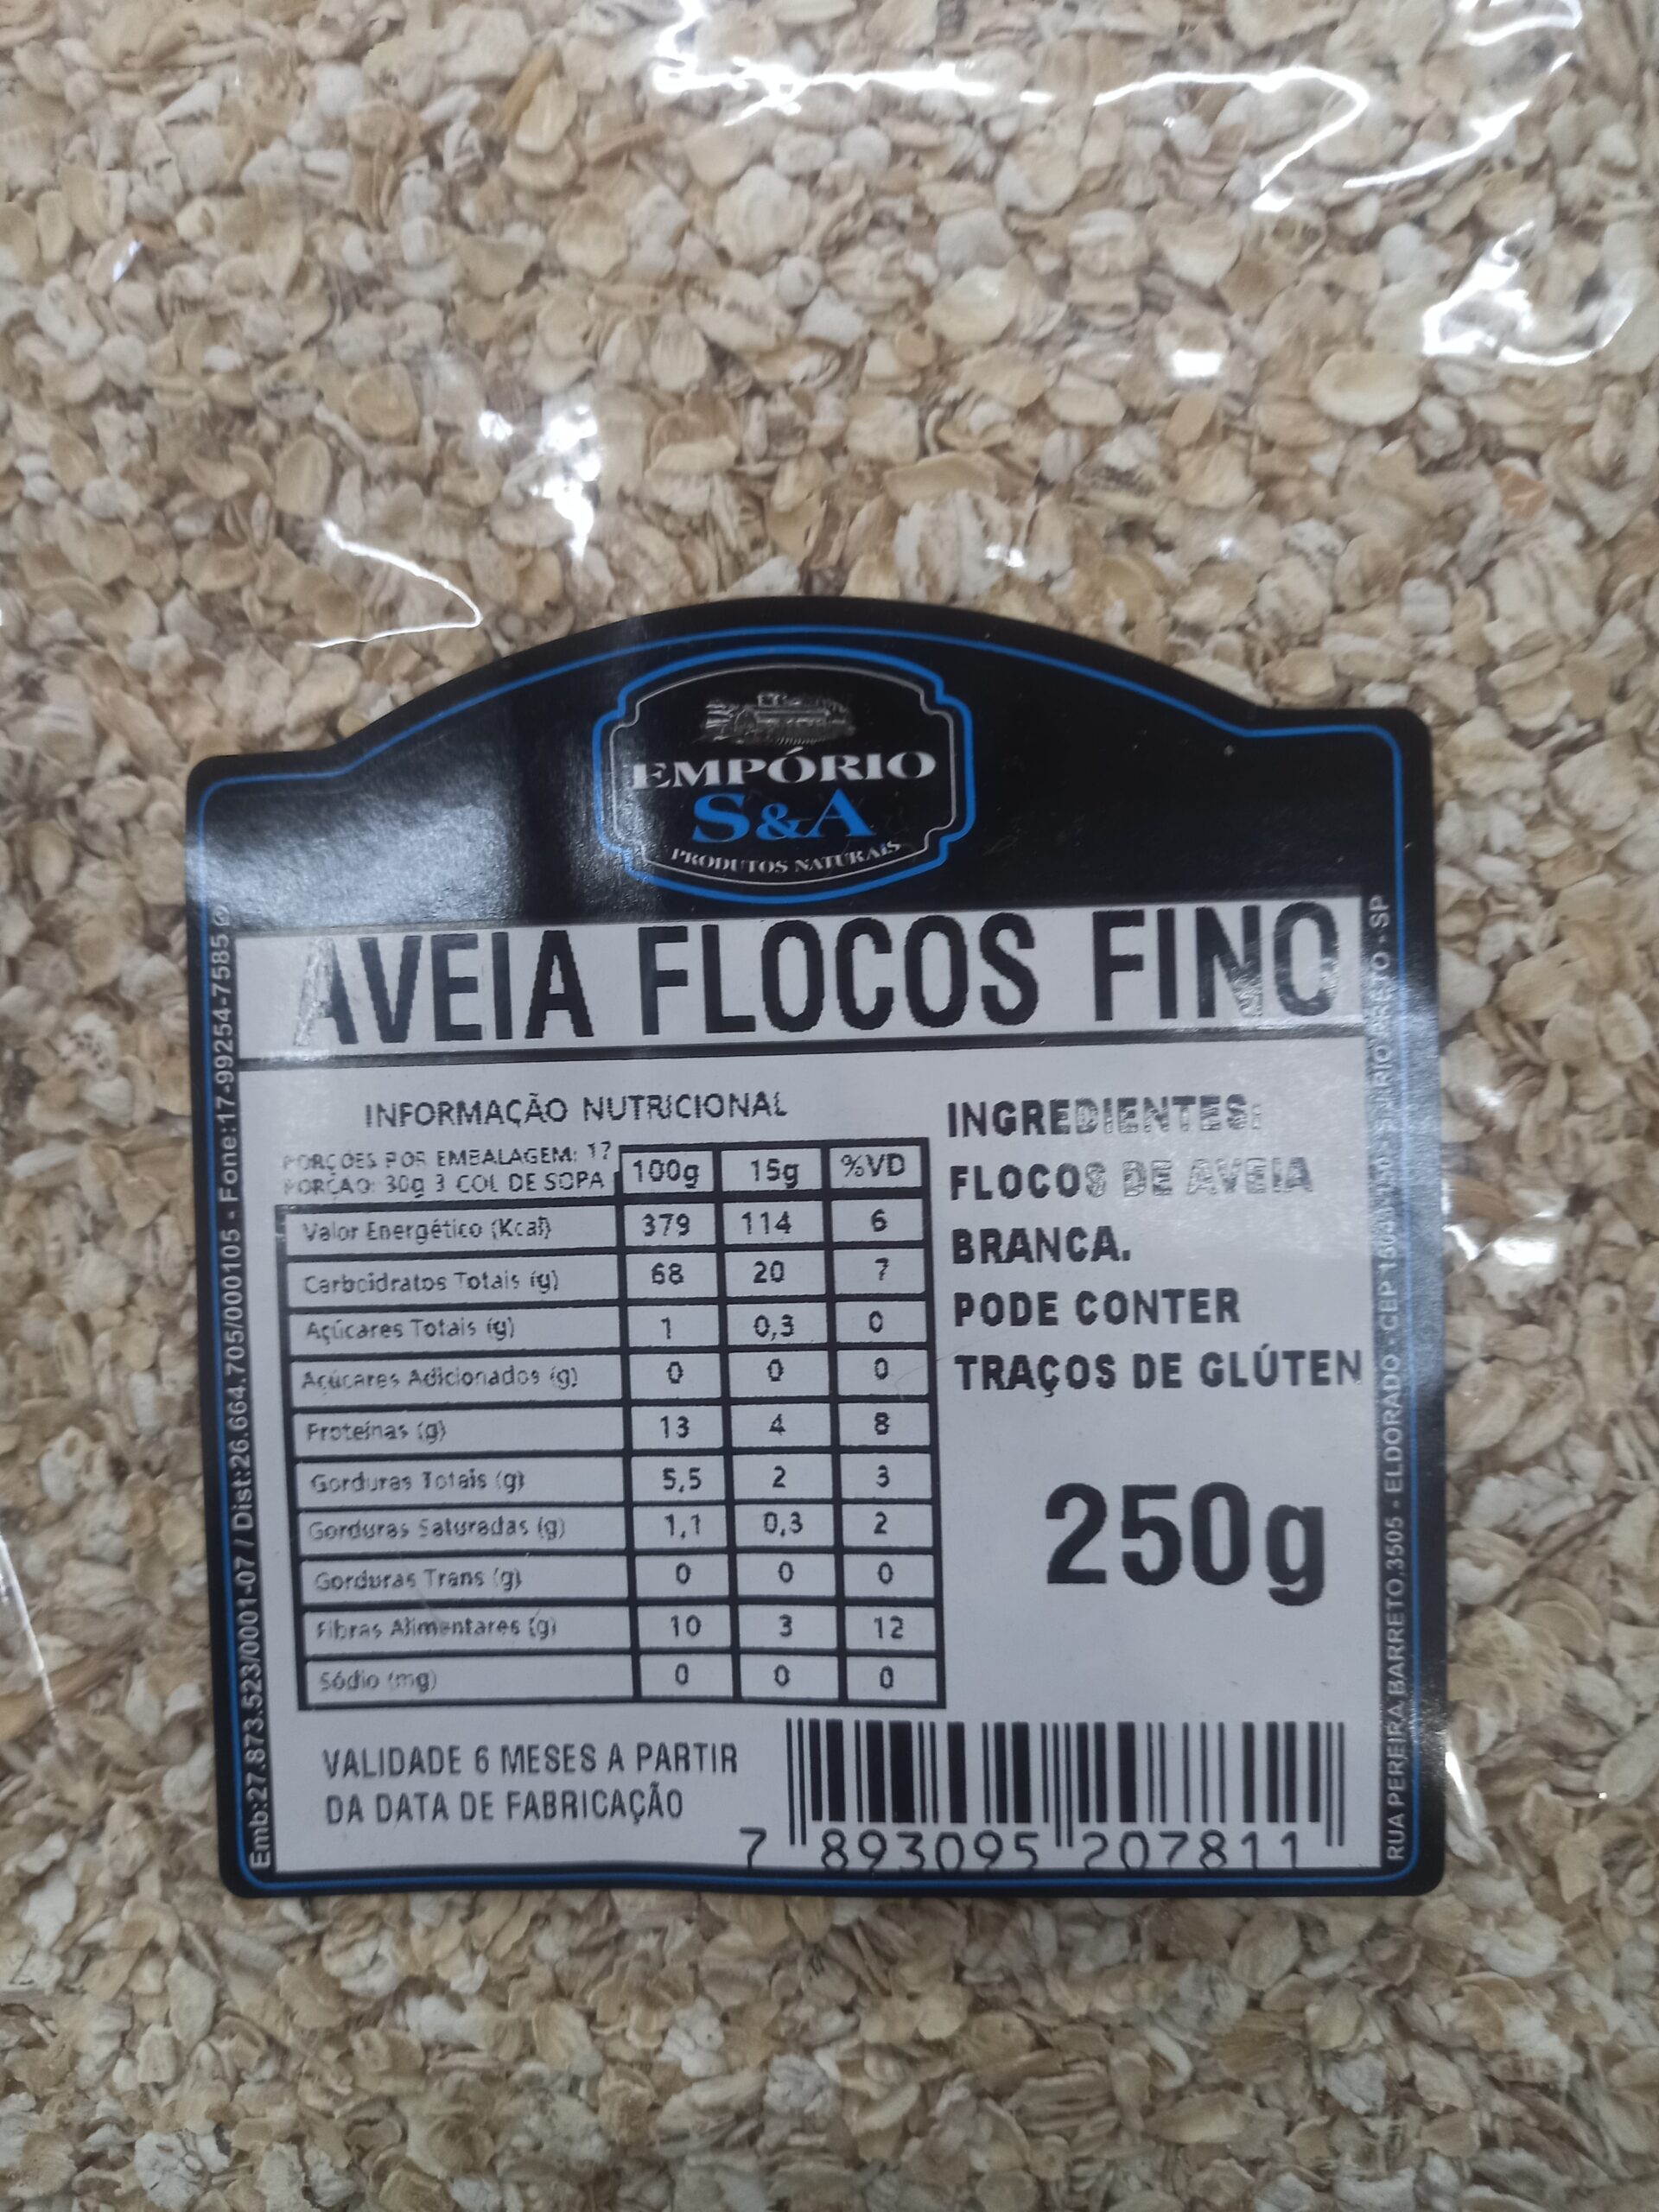 EMPÓRIO
S&A
PRODUTOS NATURAIS
AVEIA FLOCOS FINO
INFORMAÇÃO NUTRICIONAL
PORÇOES POR EMBALAGEM: 17
PORÇAO: 30g 3 COL DE SOPA
100g 15g %VD
Valor Energético (Kcal) 379 114 6
Carboidratos Totais (g) 68 20 7
Açúcares Totais (g) 1 0,3 0
Açúcares Adicionados (g) 0 0 0
Proteínas (g) 13 4 8
Gorduras Totais (g) 5,5 2 3
Gorduras Saturadas (g) 1,1 0,3 2
Gorduras Trans (g) 0 0 0
Fibras Alimentares (g) 10 3 12
Sódio (mg) 0 0 0
INGREDIENTES:
FLOCOS DE AVEIA
BRANCA.
PODE CONTER
TRAÇOS DE GLÚTEN
250g
VALIDADE 6 MESES A PARTIR
DA DATA DE FABRICAÇÃO
7 893095 207811
Emb:27.873.523/0001-07 / Dist:26.664.705/000105 - Fone:17-99254-7585
RUA PEREIRA BARRETO,3505 - ELDORADO - CEP PRETO - SP